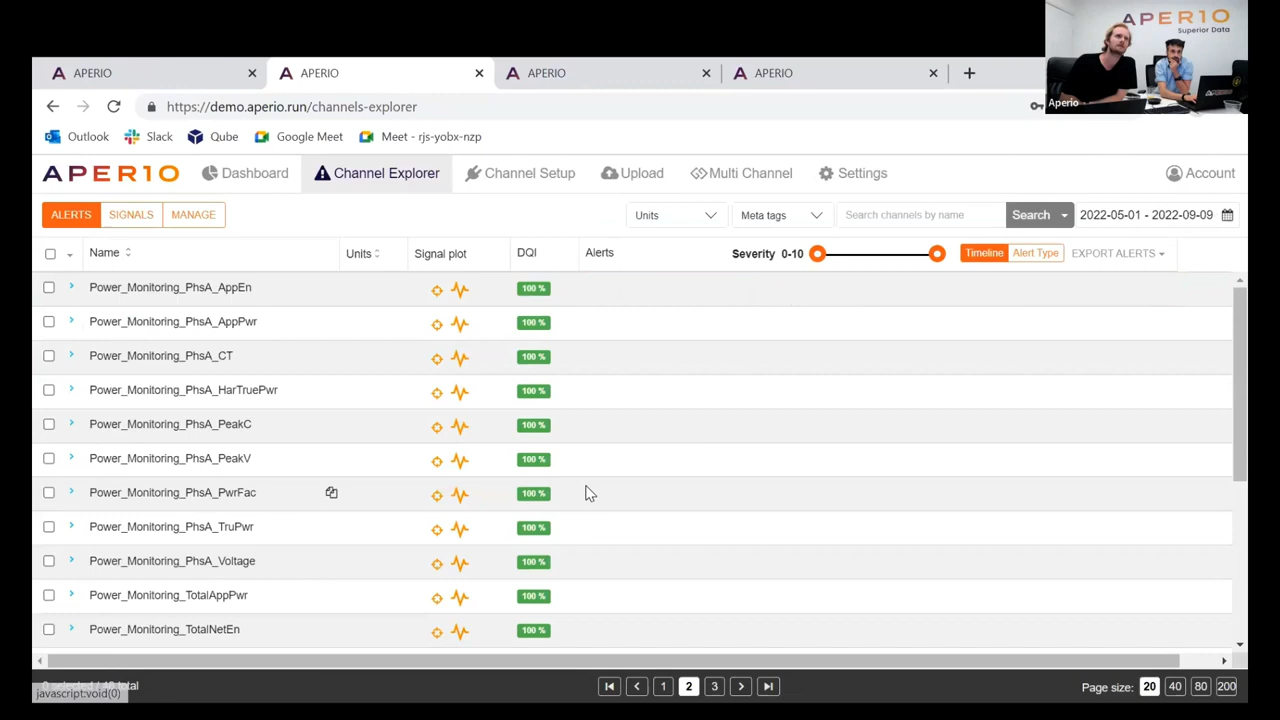 APER10
Superior Data
Aperio
APERIO
APERIO
APERIO
APERIO
https://demo.aperio.run/channels-explorer
Outlook
Slack
Qube
Google Meet
Meet - rjs-yobx-nzp
APER10
Dashboard
Channel Explorer
Channel Setup
Upload
Multi Channel
Settings
Account
ALERTS
SIGNALS
MANAGE
Units
Meta tags
Search channels by name
Search
2022-05-01 - 2022-09-09
Name
Units
Signal plot
DQI
Alerts
Severity 0-10
Timeline
Alert Type
EXPORT ALERTS
Power_Monitoring_PhsA_AppEn
100 %
Power_Monitoring_PhsA_AppPwr
100 %
Power_Monitoring_PhsA_CT
100 %
Power_Monitoring_PhsA_HarTruePwr
100 %
Power_Monitoring_PhsA_PeakC
100 %
Power_Monitoring_PhsA_PeakV
100 %
Power_Monitoring_PhsA_PwrFac
100 %
Power_Monitoring_PhsA_TruPwr
100 %
Power_Monitoring_PhsA_Voltage
100 %
Power_Monitoring_TotalAppPwr
100 %
Power_Monitoring_TotalNetEn
100 %
total
javascript:void(0)
1 2 3
Page size: 20 40 80 200